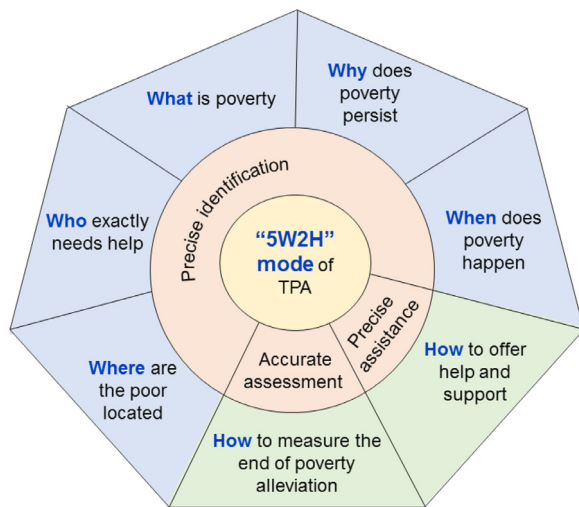 What is poverty
Why does
poverty
persist
When does
poverty
happen
How to offer
help and
support
How to measure the
end of poverty
alleviation
Where are
the poor
located
Who exactly
needs help
Precise identification
Precise
assistance
Accurate
assessment
“5W2H”
mode of
TPA